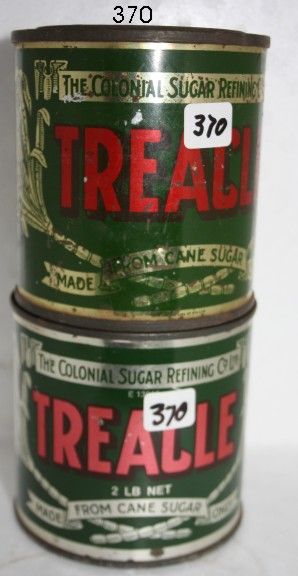 370
THE COLONIAL SUGAR REFINING
370
TREACLE
MADE FROM CANE SUGAR
THE COLONIAL SUGAR REFINING CO. LTD.
370
TREACLE
2 LB NET
MADE FROM CANE SUGAR ONLY